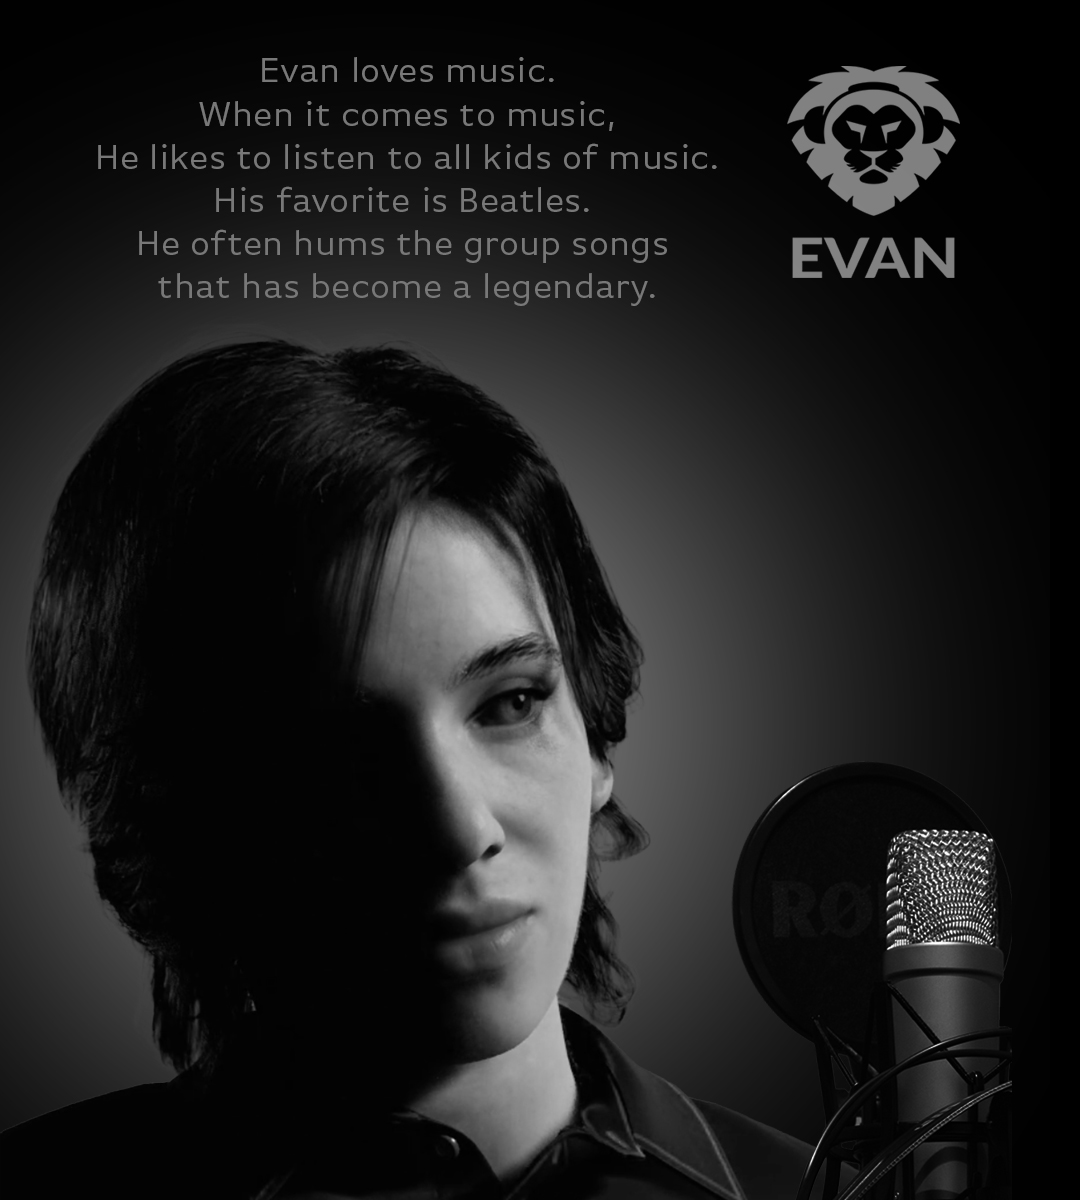 Evan loves music.
When it comes to music,
He likes to listen to all kids of music.
His favorite is Beatles.
He often hums the group songs
that has become a legendary.
EVAN
RØ